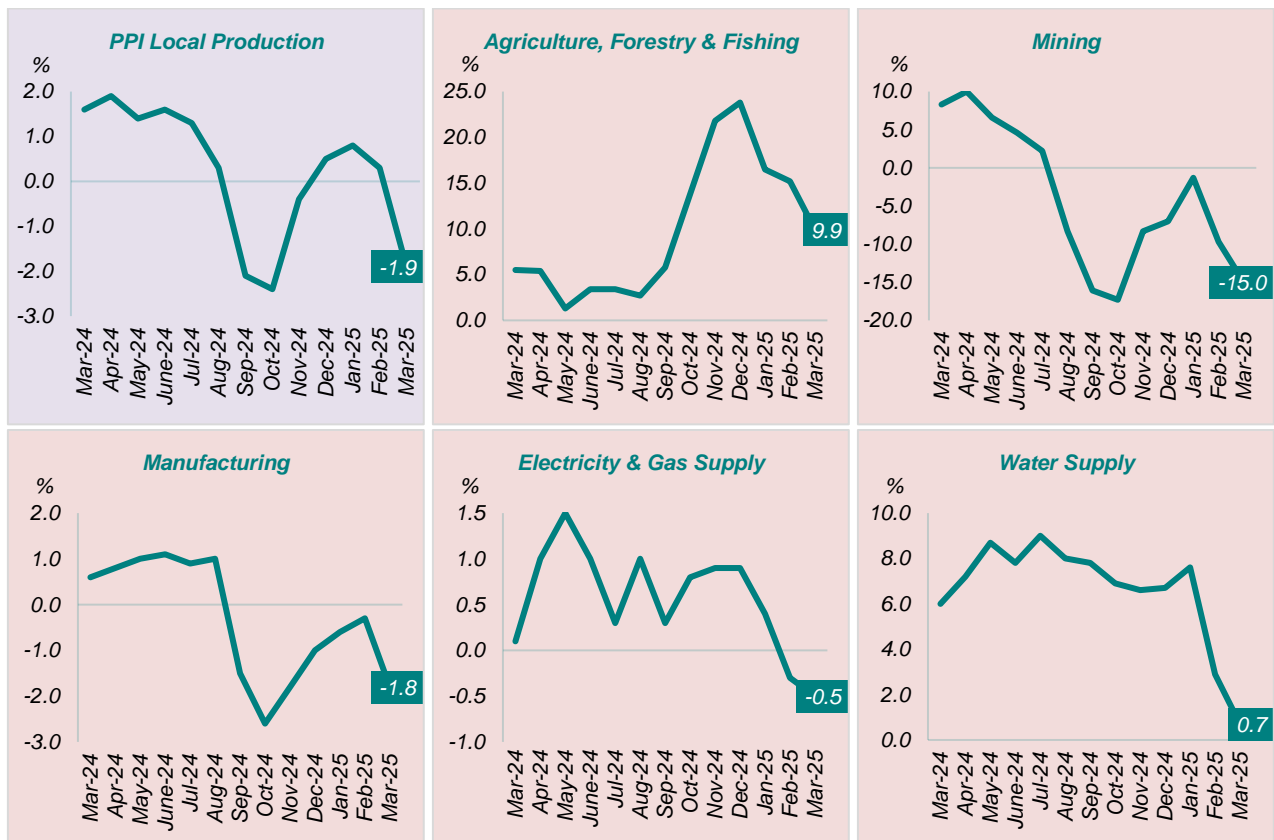 PPI Local Production
%
2.0
1.0
0.0
-1.0
-2.0
-3.0
-1.9
Mar-24
Apr-24
May-24
June-24
Jul-24
Aug-24
Sep-24
Oct-24
Nov-24
Dec-24
Jan-25
Feb-25
Mar-25
Agriculture, Forestry & Fishing
%
25.0
20.0
15.0
10.0
5.0
0.0
9.9
Mar-24
Apr-24
May-24
June-24
Jul-24
Aug-24
Sep-24
Oct-24
Nov-24
Dec-24
Jan-25
Feb-25
Mar-25
Mining
%
10.0
5.0
0.0
-5.0
-10.0
-15.0
-20.0
-15.0
Mar-24
Apr-24
May-24
June-24
Jul-24
Aug-24
Sep-24
Oct-24
Nov-24
Dec-24
Jan-25
Feb-25
Mar-25
Manufacturing
%
2.0
1.0
0.0
-1.0
-2.0
-3.0
-1.8
Mar-24
Apr-24
May-24
June-24
Jul-24
Aug-24
Sep-24
Oct-24
Nov-24
Dec-24
Jan-25
Feb-25
Mar-25
Electricity & Gas Supply
%
1.5
1.0
0.5
0.0
-0.5
-1.0
-0.5
Mar-24
Apr-24
May-24
June-24
Jul-24
Aug-24
Sep-24
Oct-24
Nov-24
Dec-24
Jan-25
Feb-25
Mar-25
Water Supply
%
10.0
8.0
6.0
4.0
2.0
0.0
0.7
Mar-24
Apr-24
May-24
June-24
Jul-24
Aug-24
Sep-24
Oct-24
Nov-24
Dec-24
Jan-25
Feb-25
Mar-25